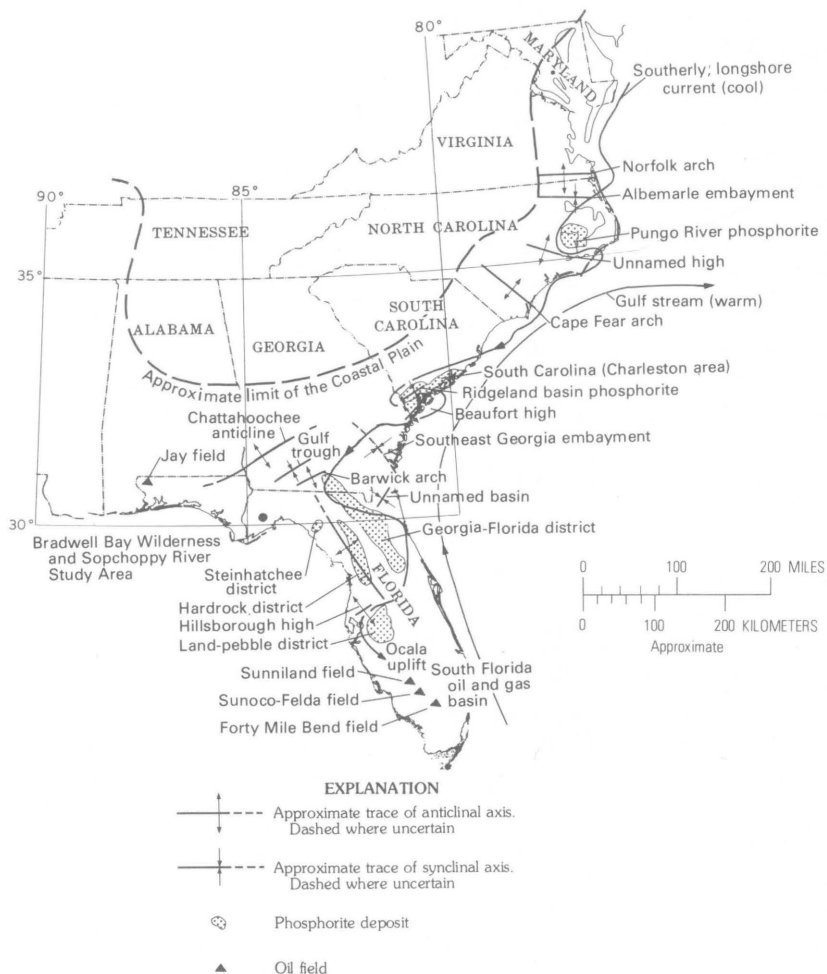 80°
MARYLAND
Southerly; longshore
current (cool)
VIRGINIA
Norfolk arch
90°
85°
Albemarle embayment
TENNESSEE
NORTH CAROLINA
Pungo River phosphorite
Unnamed high
35°
Gulf stream (warm)
SOUTH
CAROLINA
Cape Fear arch
ALABAMA
GEORGIA
Approximate limit of the Coastal Plain
South Carolina (Charleston area)
Ridgeland basin phosphorite
Beaufort high
Chattahoochee
anticline
Gulf
trough
Southeast Georgia embayment
Jay field
Barwick arch
Unnamed basin
30°
Georgia-Florida district
Bradwell Bay Wilderness
and Sopchoppy River
Study Area
Steinhatchee
district
FLORIDA
Hardrock district
Hillsborough high
Land-pebble district
Ocala
uplift
South Florida
oil and gas
basin
Sunniland field
Sunoco-Felda field
Forty Mile Bend field
0 100 200 MILES
0 100 200 KILOMETERS
Approximate
EXPLANATION
Approximate trace of anticlinal axis.
Dashed where uncertain
Approximate trace of synclinal axis.
Dashed where uncertain
Phosphorite deposit
Oil field